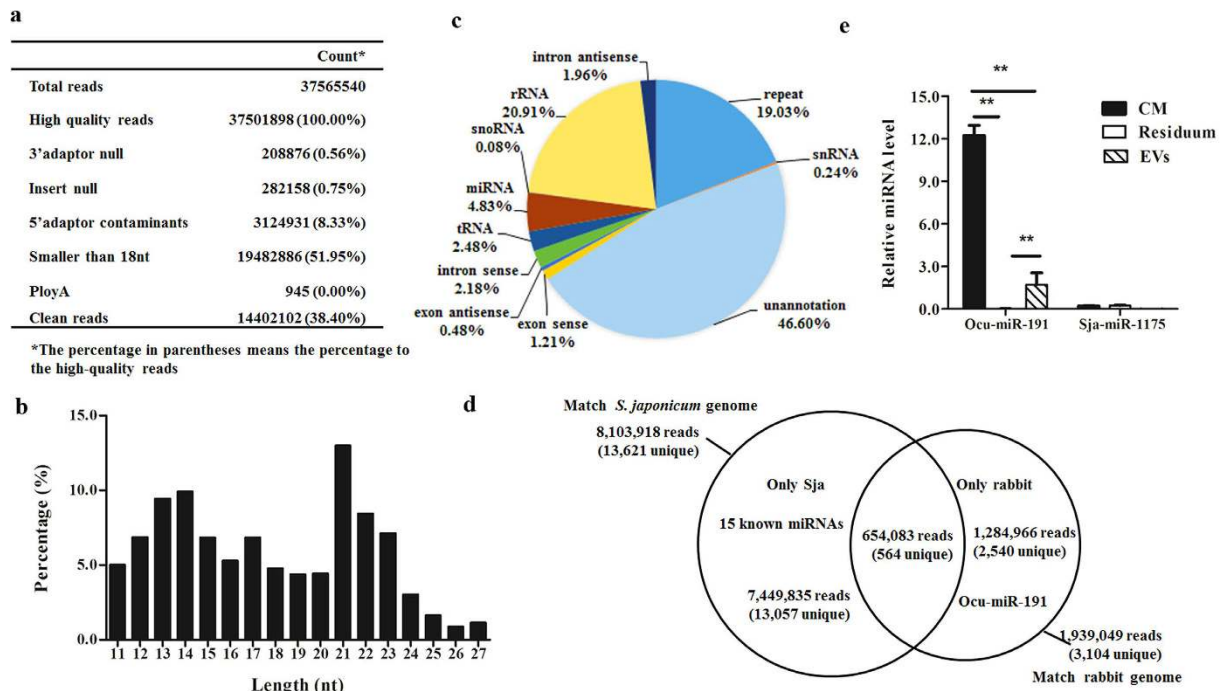 a
Count*
Total reads 37565540
High quality reads 37501898 (100.00%)
3’adaptor null 208876 (0.56%)
Insert null 282158 (0.75%)
5’adaptor contaminants 3124931 (8.33%)
Smaller than 18nt 19482886 (51.95%)
PloyA 945 (0.00%)
Clean reads 14402102 (38.40%)
*The percentage in parentheses means the percentage to
the high-quality reads
b
Percentage (%)
15.0
10.0
5.0
0.0
11 12 13 14 15 16 17 18 19 20 21 22 23 24 25 26 27
Length (nt)
c
intron antisense
1.96%
rRNA
20.91%
snoRNA
0.08%
miRNA
4.83%
tRNA
2.48%
intron sense
2.18%
exon antisense
0.48%
exon sense
1.21%
repeat
19.03%
snRNA
0.24%
unannotation
46.60%
d
Match S. japonicum genome
8,103,918 reads
(13,621 unique)
Only Sja
15 known miRNAs
7,449,835 reads
(13,057 unique)
654,083 reads
(564 unique)
Only rabbit
1,284,966 reads
(2,540 unique)
Ocu-miR-191
1,939,049 reads
(3,104 unique)
Match rabbit genome
e
Relative miRNA level
15.0
12.0
9.0
6.0
3.0
0.0
**
**
**
CM
Residuum
EVs
Ocu-miR-191 Sja-miR-1175